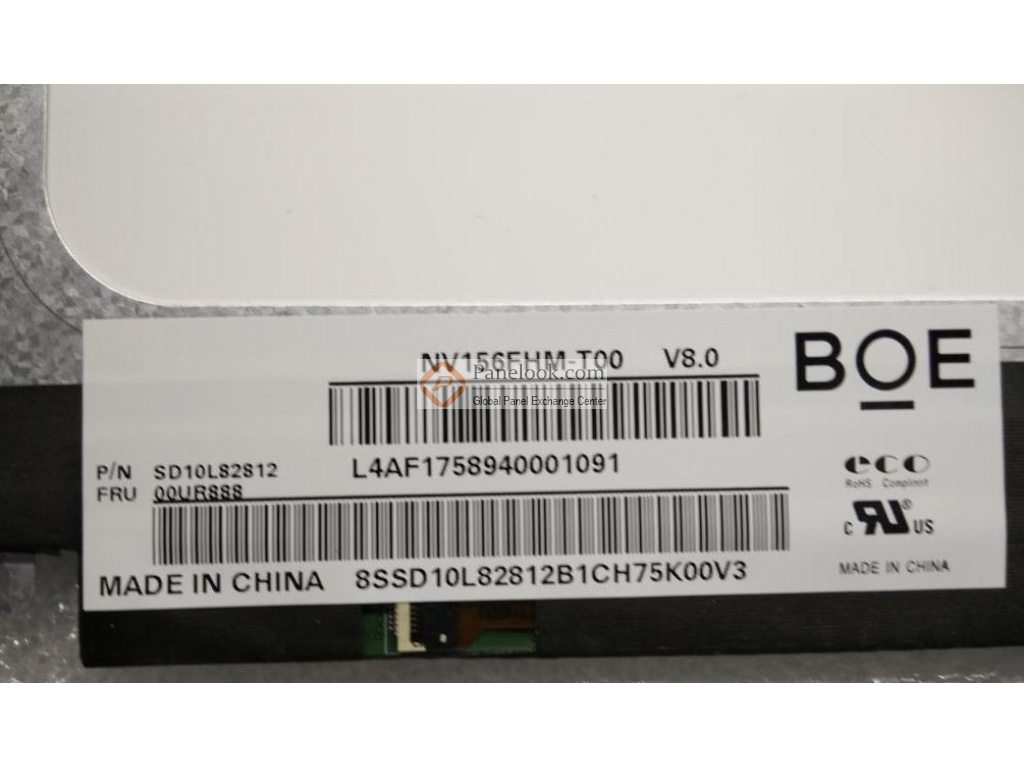 NV156FHM-T00 V8.0
BOE
Panelook.com
Global Panel Exchange Center
L4AF1758940001091
P/N SD10L82812
FRU 00UR888
eco
RoHS Compliant
c RU ® US
MADE IN CHINA
MADE IN CHINA 8SSD10L82812B1CH75K00V3